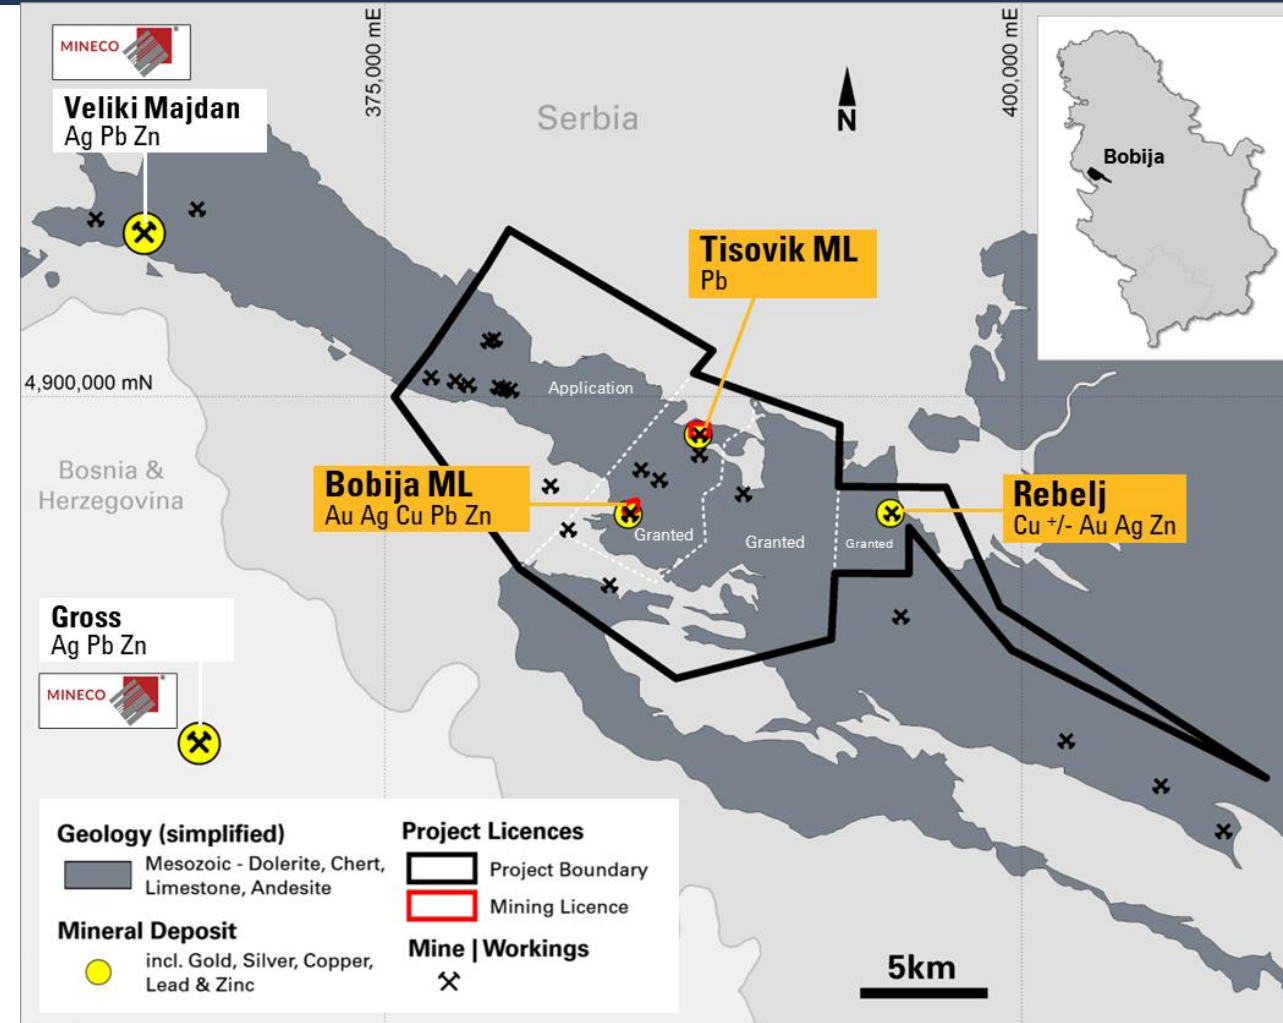 MINECO
Veliki Majdan
Ag Pb Zn
375,000 mE
Serbia
N
400,000 mE
Bobija
Tisovik ML
Pb
4,900,000 mN
Application
Bosnia &
Herzegovina
Bobija ML
Au Ag Cu Pb Zn
Granted
Granted
Granted
Rebelj
Cu +/- Au Ag Zn
Gross
Ag Pb Zn
MINECO
Geology (simplified)
Mesozoic - Dolerite, Chert,
Limestone, Andesite
Mineral Deposit
incl. Gold, Silver, Copper,
Lead & Zinc
Project Licences
Project Boundary
Mining Licence
Mine | Workings
5km